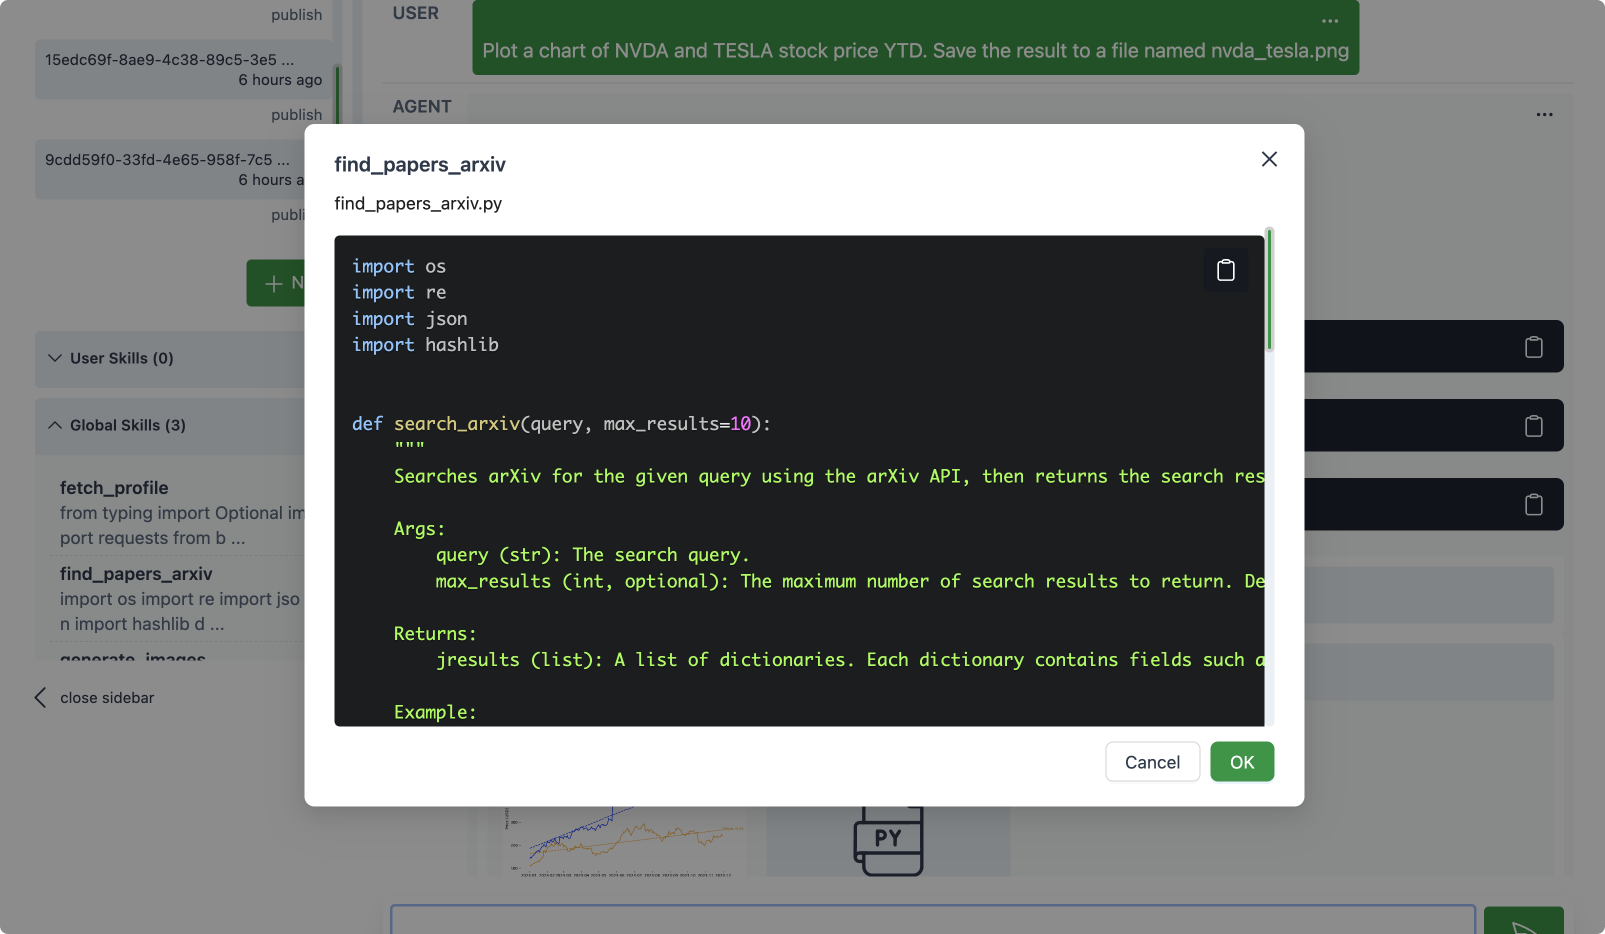 publish
15edc69f-8ae9-4c38-89c5-3e5 ...
6 hours ago
publish
9cdd59f0-33fd-4e65-958f-7c5 ...
6 hours a
publi
+ N
User Skills (0)
Global Skills (3)
fetch_profile
from typing import Optional im
port requests from b ...
find_papers_arxiv
import os import re import jso
n import hashlib d ...
generate_images
close sidebar
USER
...
Plot a chart of NVDA and TESLA stock price YTD. Save the result to a file named nvda_tesla.png
AGENT
...
find_papers_arxiv
find_papers_arxiv.py
import os
import re
import json
import hashlib
def search_arxiv(query, max_results=10):
"""
Searches arXiv for the given query using the arXiv API, then returns the search res
Args:
query (str): The search query.
max_results (int, optional): The maximum number of search results to return. De
Returns:
jresults (list): A list of dictionaries. Each dictionary contains fields such a
Example:
Cancel
OK
PY